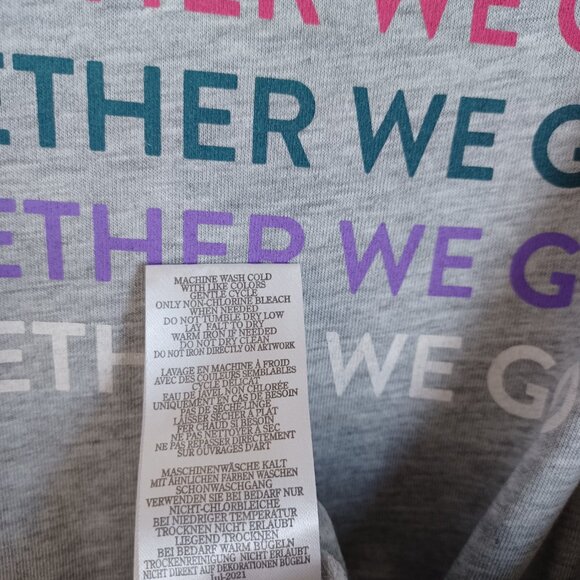 ETHER WE G
ETHER WE G
ETHER WE G
ETH WE G
MACHINE WASH COLD
WITH LIKE COLORS
GENTLE CYCLE
ONLY NON-CHLORINE BLEACH
WHEN NEEDED
DO NOT TUMBLE DRY LOW
LAY FALT TO DRY
WARM IRON IF NEEDED
DO NOT DRY CLEAN
DO NOT IRON DIRECTLY ON ARTWORK
LAVAGE EN MACHINE À FROID
AVEC DES COULEURS SEMBLABLES
CYCLE DÉLICAT
EAU DE JAVEL NON CHLORÉE
UNIQUEMENT EN CAS DE BESOIN
PAS DE SÈCHE-LINGE
LAISSER SÉCHER À PLAT
FER CHAUD SI BESOIN
NE PAS NETTOYER À SEC
NE PAS REPASSER DIRECTEMENT
SUR OUVRAGES D'ART
MASCHINENWÄSCHE KALT
MIT ÄHNLICHEN FARBEN WASCHEN
SCHONWASCHGANG
VERWENDEN SIE BEI BEDARF NUR
NICHT-CHLORBLEICHE
BEI NIEDRIGER TEMPERATUR
TROCKNEN NICHT ERLAUBT
LIEGEND TROCKNEN
BEI BEDARF WARM BÜGELN
TROCKENREINIGUNG NICHT ERLAUBT
NICHT DIREKT AUF DEKORATIONEN BÜGELN
Jul-2021